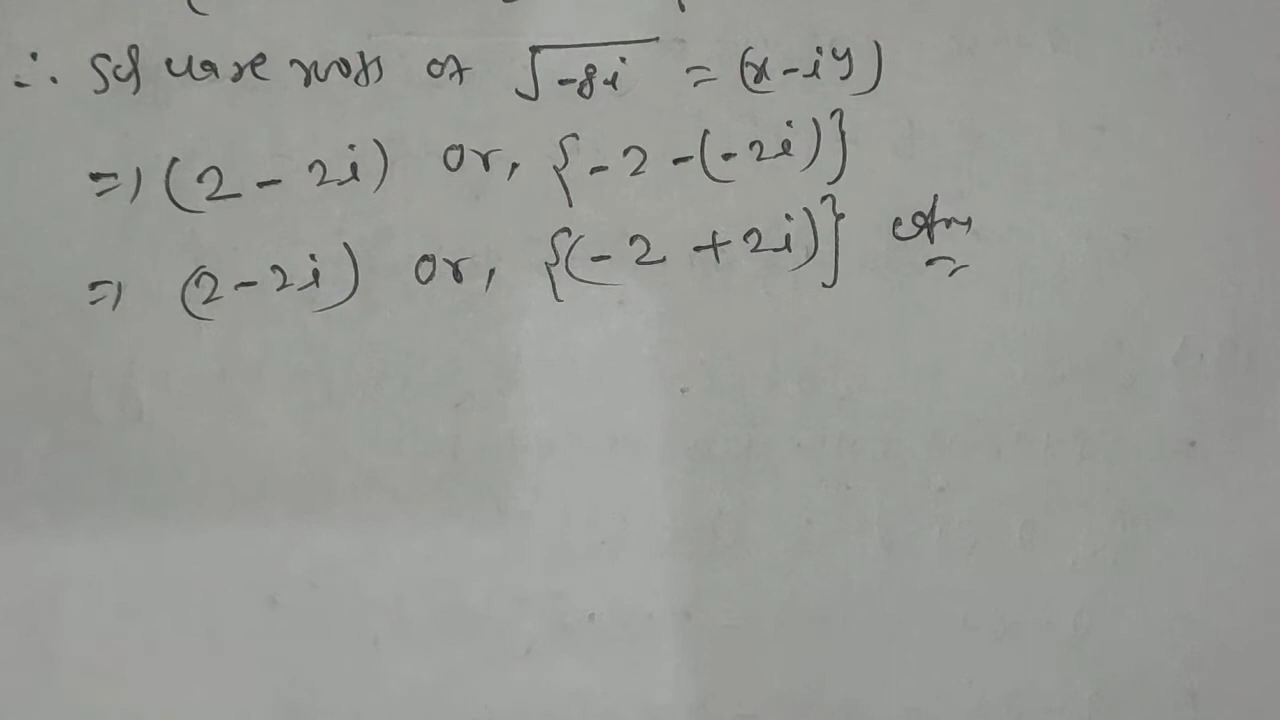 ∴ Square roots of √-8i = (x-iy)
⇒ (2 - 2i) or, {-2 -(-2i)}
⇒ (2-2i) or, {(-2 +2i)} Ans